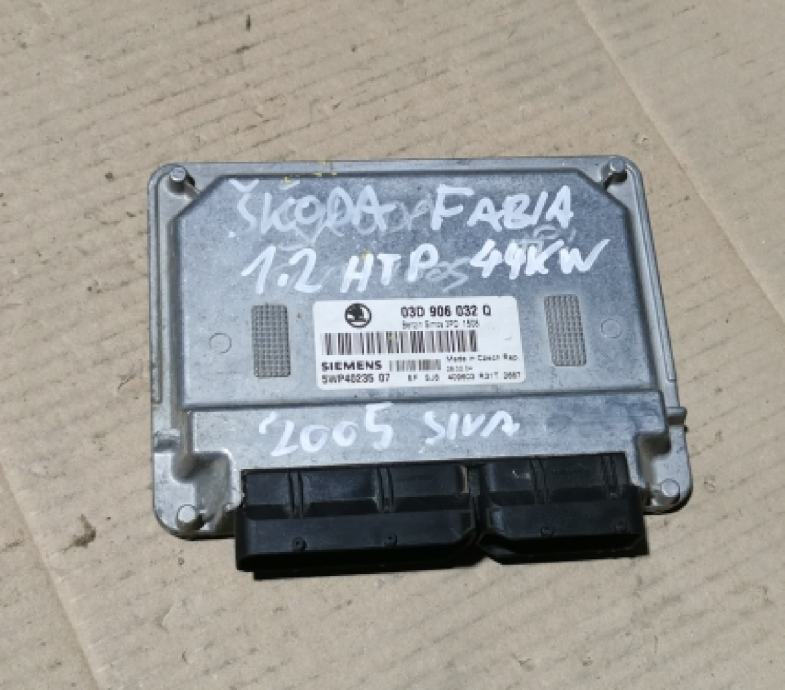 ŠKODA FABIA
1.2 HTP 44KW
03D 906 032 Q
Benzin Simos 3PD 1508
SIEMENS
Made in Czech Rep.
5WP40235 07
2005 SIVA